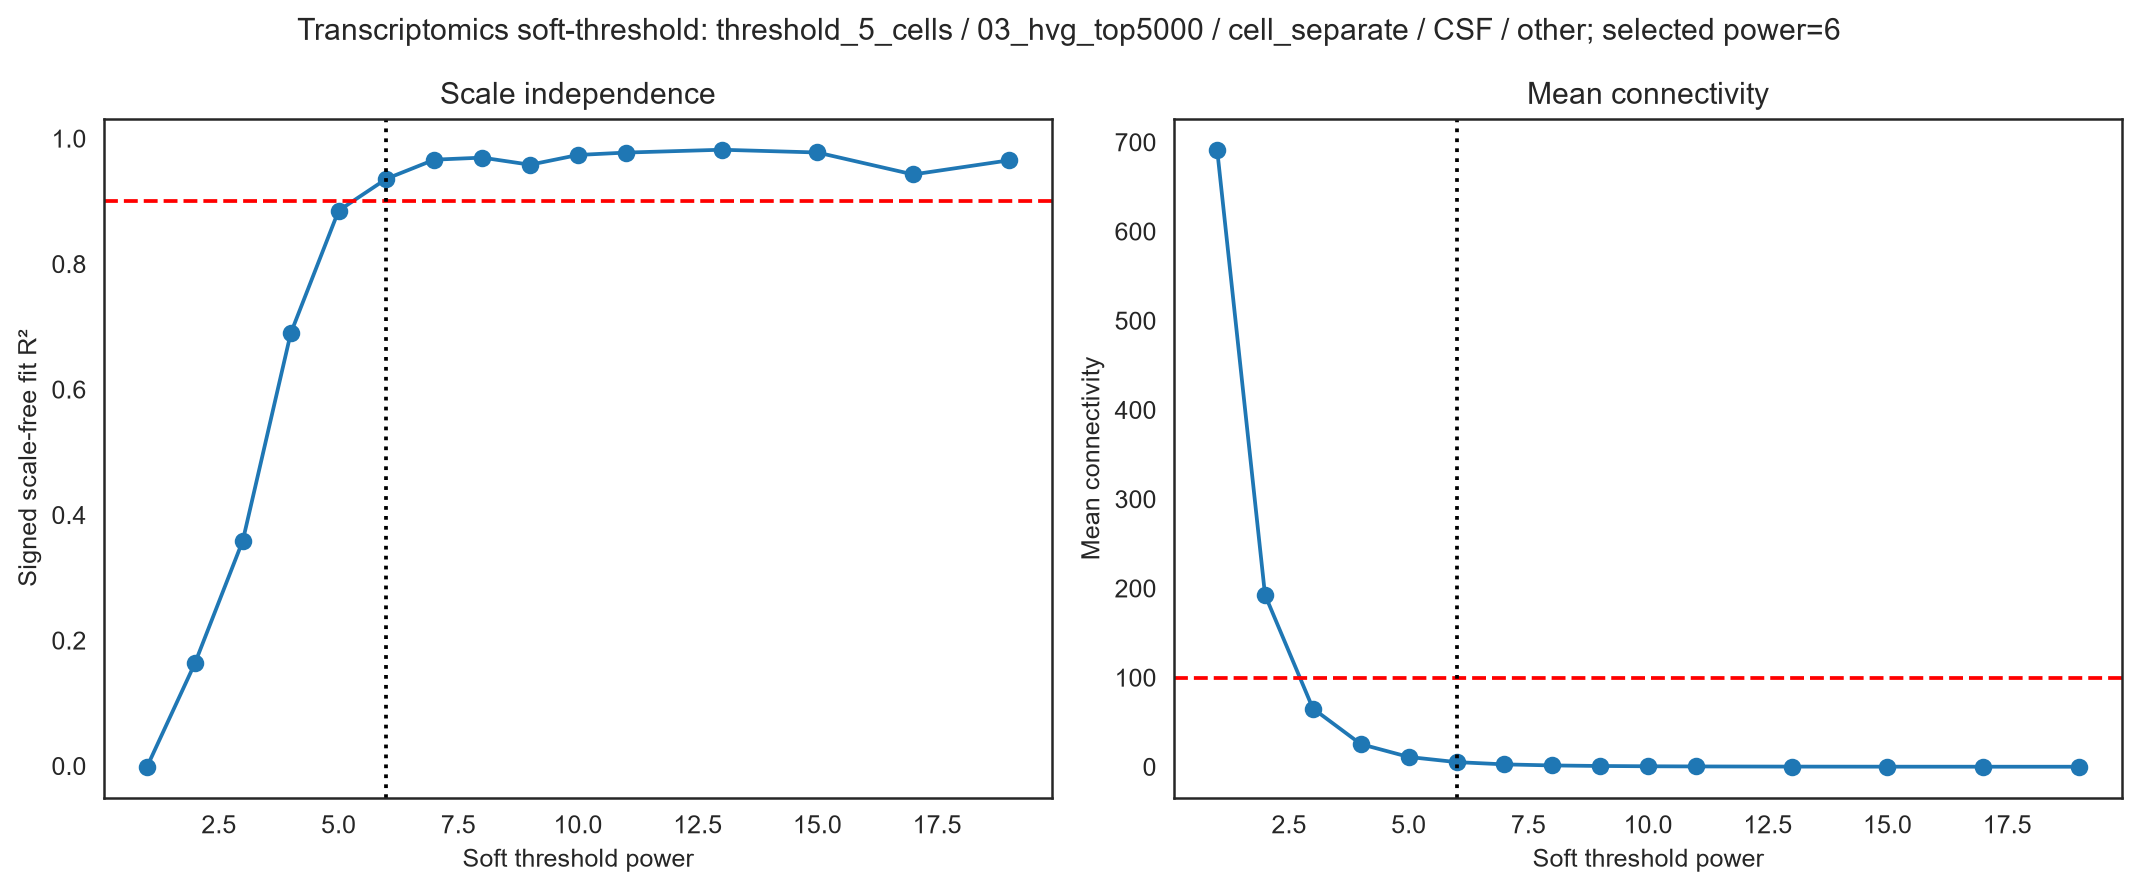 Transcriptomics soft-threshold: threshold_5_cells / 03_hvg_top5000 / cell_separate / CSF / other; selected power=6
Scale independence
1.0
0.8
0.6
0.4
0.2
0.0
Signed scale-free fit R²
2.5 5.0 7.5 10.0 12.5 15.0 17.5
Soft threshold power
Mean connectivity
700
600
500
400
300
200
100
0
Mean connectivity
2.5 5.0 7.5 10.0 12.5 15.0 17.5
Soft threshold power